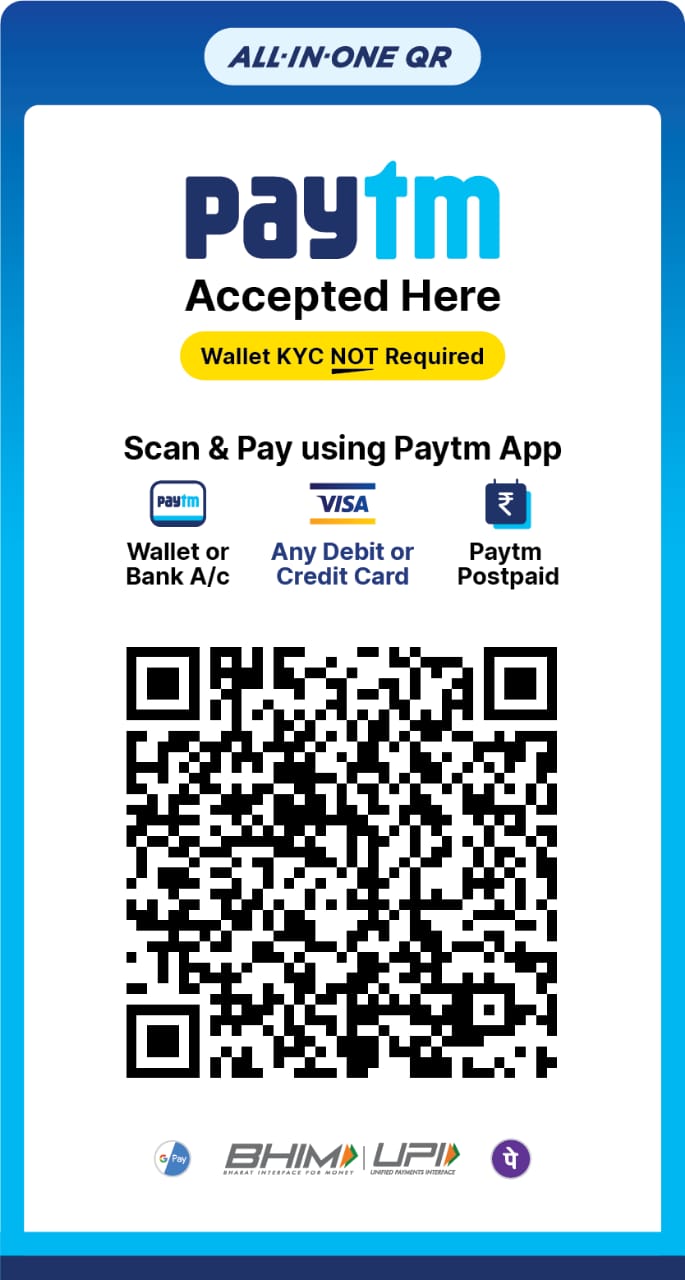 ALL-IN-ONE QR
paytm
Accepted Here
Wallet KYC NOT Required
Scan & Pay using Paytm App
paytm VISA ₹
Wallet or Any Debit or Paytm
Bank A/c Credit Card Postpaid
G Pay BHIM UPI पे
BHARAT INTERFACE FOR MONEY UNIFIED PAYMENTS INTERFACE